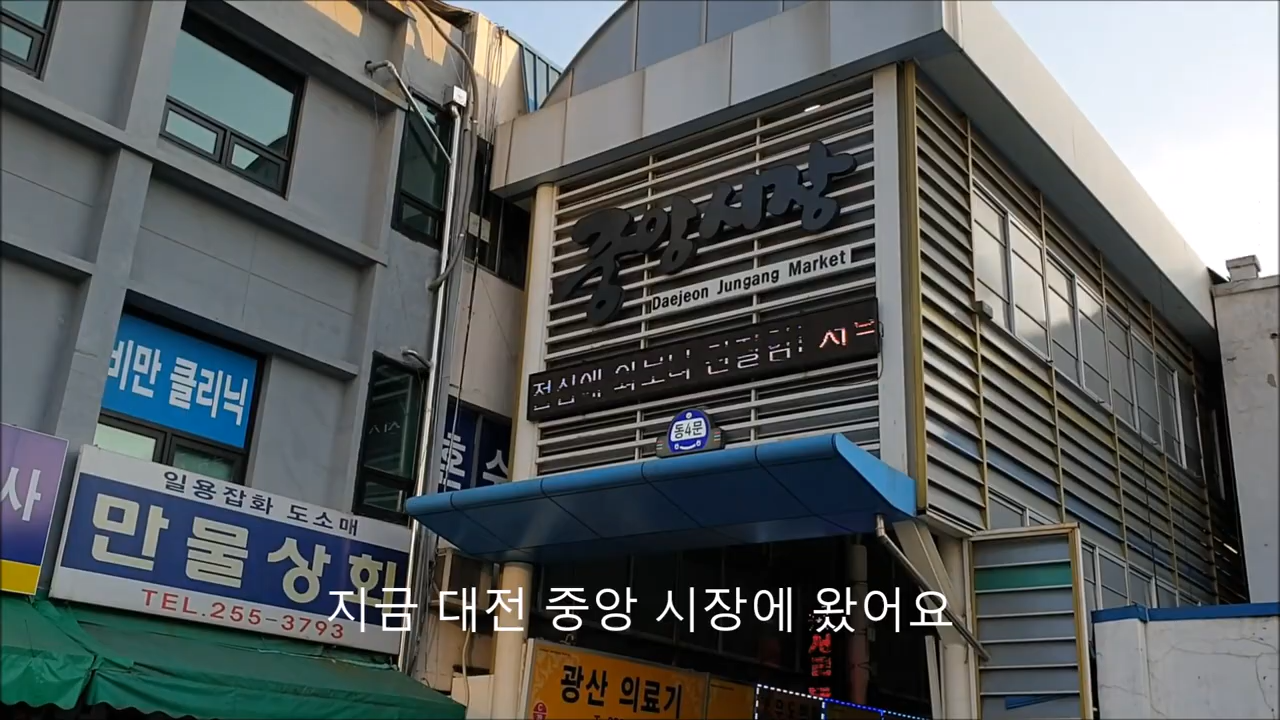 중앙시장
Daejeon Jungang Market
동4문
비만 클리닉
사
일용잡화 도소매
만물상회
TEL.255-3793
지금 대전 중앙 시장에 왔어요
광산 의료기